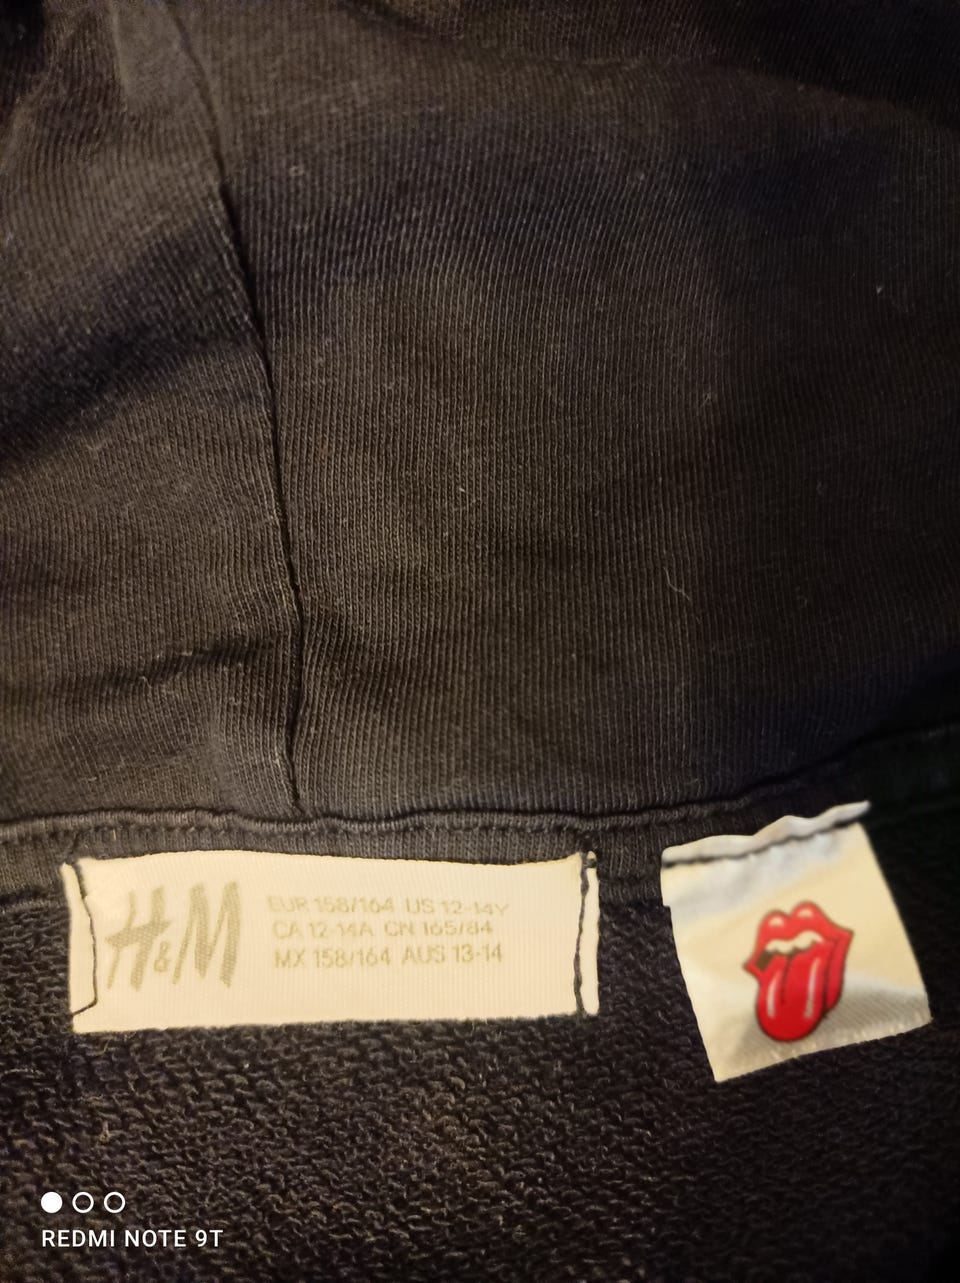 H&M
EUR 158/164 US 12-14Y
CA 12-14A CN 165/84
MX 158/164 AUS 13-14
REDMI NOTE 9T